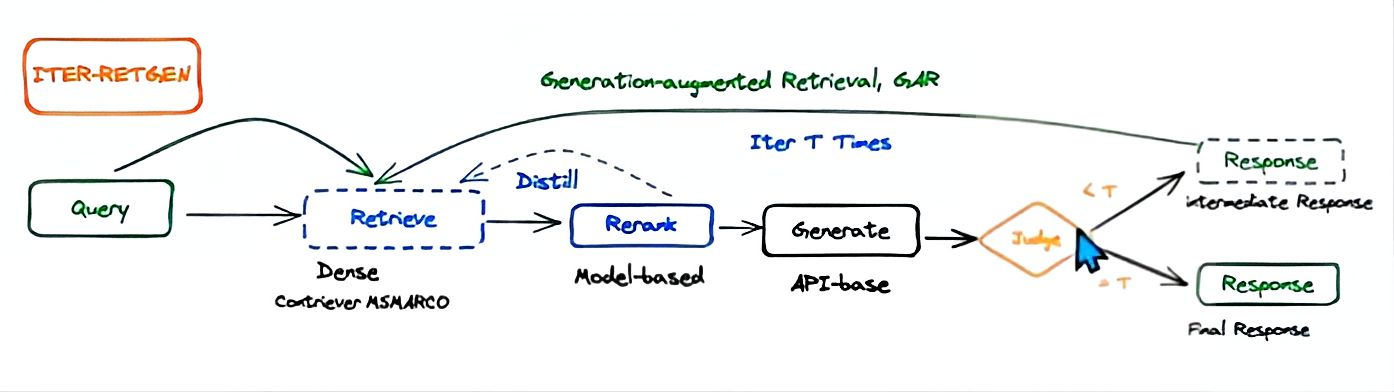 ITER-RETGEN
Generation-augmented Retrieval, GAR
Iter T Times
Response
Intermediate Response
Distill
< T
Query
Retrieve
Rerank
Generate
Judge
Dense
Contriever MSMARCO
Model-based
API-base
= T
Response
Final Response